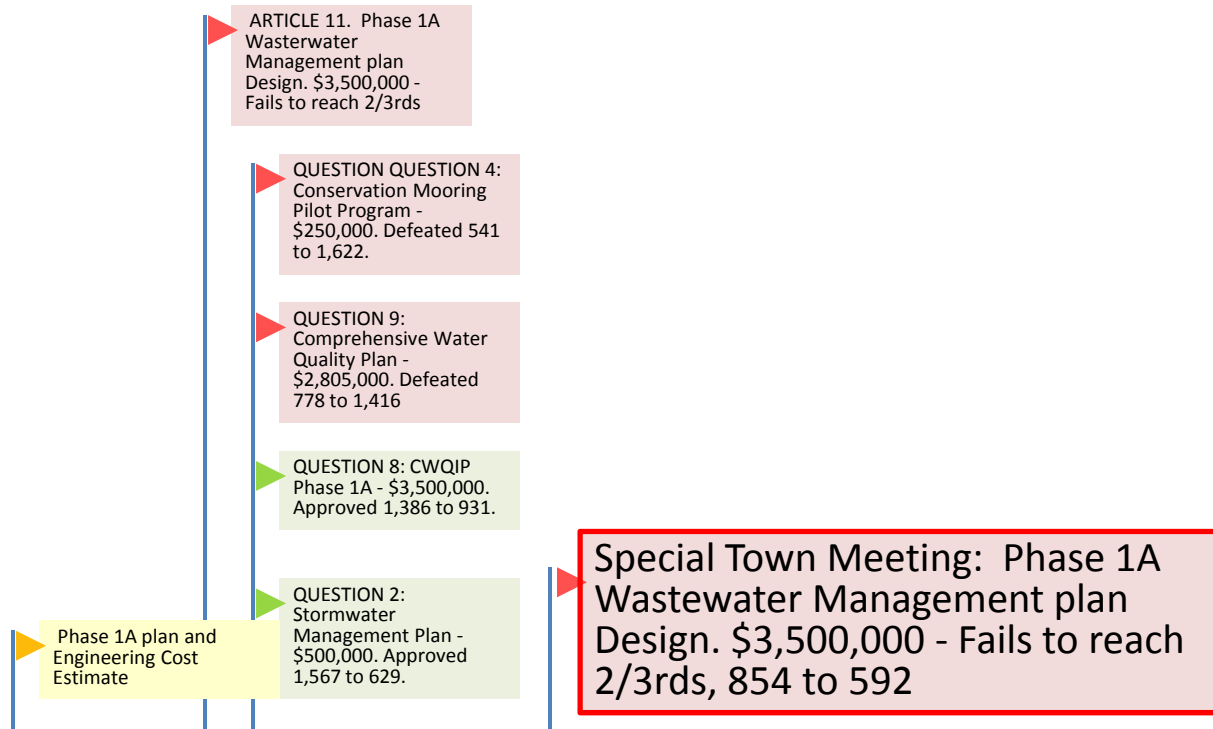 ARTICLE 11. Phase 1A
Wasterwater
Management plan
Design. $3,500,000 -
Fails to reach 2/3rds
QUESTION QUESTION 4:
Conservation Mooring
Pilot Program -
$250,000. Defeated 541
to 1,622.
QUESTION 9:
Comprehensive Water
Quality Plan -
$2,805,000. Defeated
778 to 1,416
QUESTION 8: CWQIP
Phase 1A - $3,500,000.
Approved 1,386 to 931.
QUESTION 2:
Stormwater
Management Plan -
$500,000. Approved
1,567 to 629.
Phase 1A plan and
Engineering Cost
Estimate
Special Town Meeting: Phase 1A
Wastewater Management plan
Design. $3,500,000 - Fails to reach
2/3rds, 854 to 592